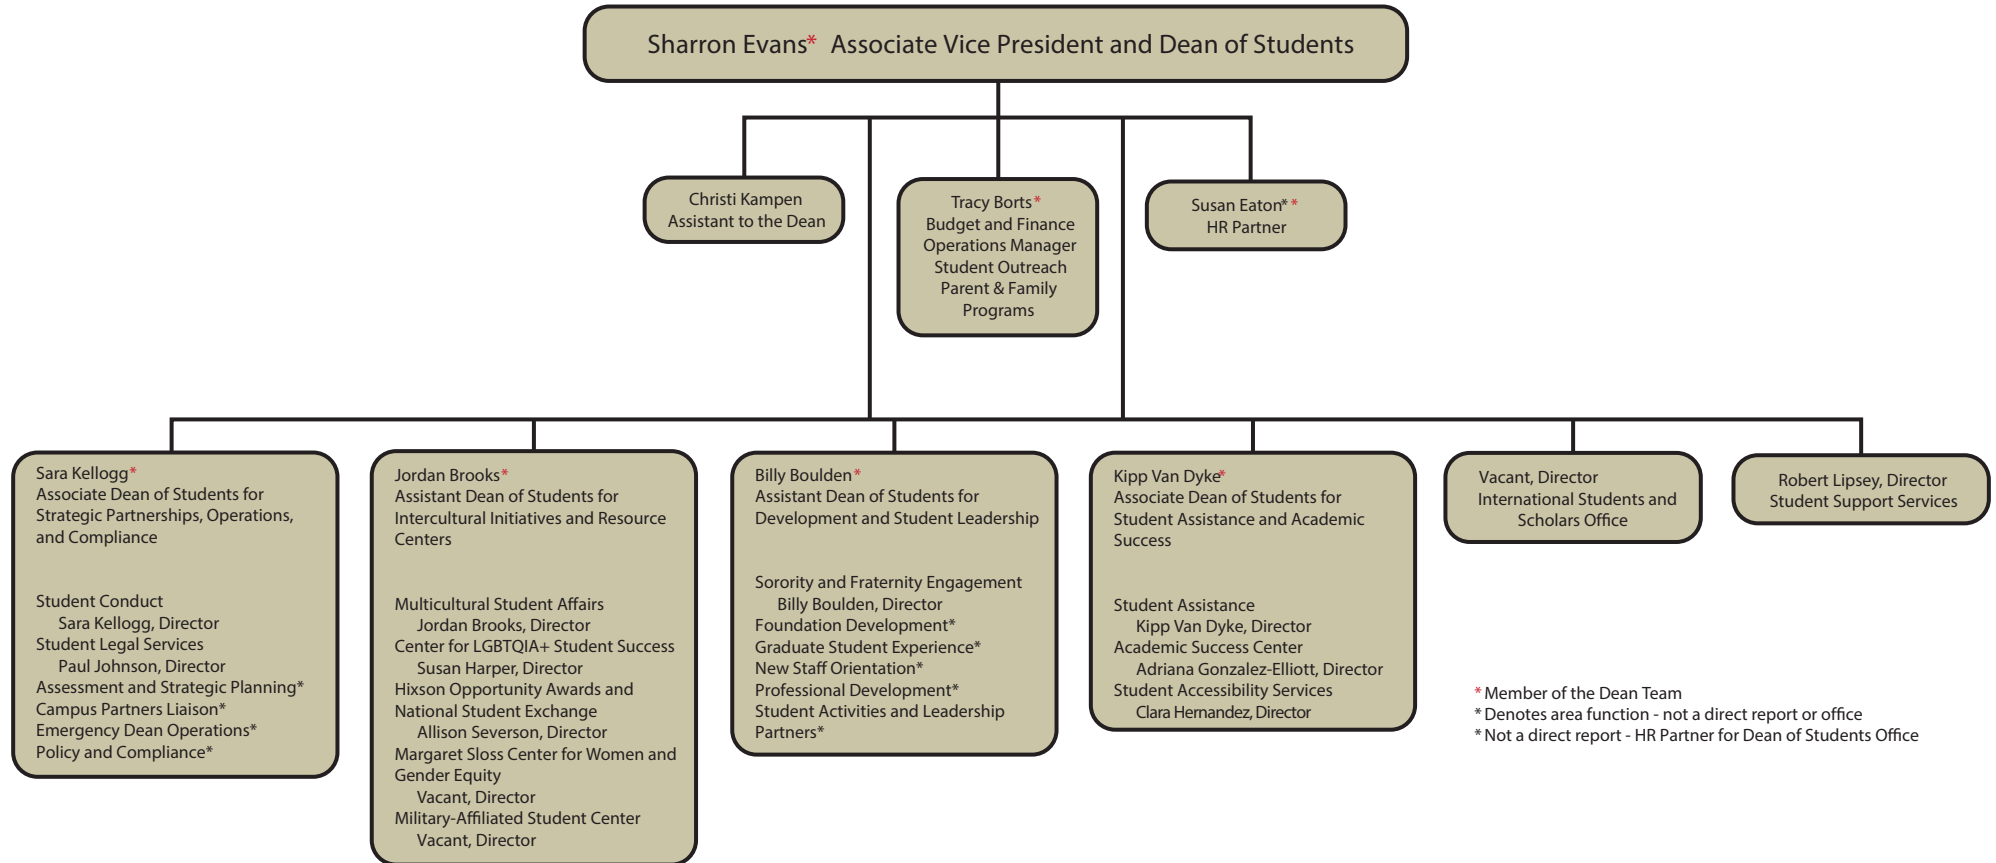 Sharron Evans* Associate Vice President and Dean of Students
Christi Kampen
Assistant to the Dean
Tracy Borts*
Budget and Finance
Operations Manager
Student Outreach
Parent & Family
Programs
Susan Eaton**
HR Partner
Sara Kellogg*
Associate Dean of Students for
Strategic Partnerships, Operations,
and Compliance
Student Conduct
Sara Kellogg, Director
Student Legal Services
Paul Johnson, Director
Assessment and Strategic Planning*
Campus Partners Liaison*
Emergency Dean Operations*
Policy and Compliance*
Jordan Brooks*
Assistant Dean of Students for
Intercultural Initiatives and Resource
Centers
Multicultural Student Affairs
Jordan Brooks, Director
Center for LGBTQIA+ Student Success
Susan Harper, Director
Hixson Opportunity Awards and
National Student Exchange
Allison Severson, Director
Margaret Sloss Center for Women and
Gender Equity
Vacant, Director
Military-Affiliated Student Center
Vacant, Director
Billy Boulden*
Assistant Dean of Students for
Development and Student Leadership
Sorority and Fraternity Engagement
Billy Boulden, Director
Foundation Development*
Graduate Student Experience*
New Staff Orientation*
Professional Development*
Student Activities and Leadership
Partners*
Kipp Van Dyke*
Associate Dean of Students for
Student Assistance and Academic
Success
Student Assistance
Kipp Van Dyke, Director
Academic Success Center
Adriana Gonzalez-Elliott, Director
Student Accessibility Services
Clara Hernandez, Director
Vacant, Director
International Students and
Scholars Office
Robert Lipsey, Director
Student Support Services
* Member of the Dean Team
* Denotes area function - not a direct report or office
* Not a direct report - HR Partner for Dean of Students Office